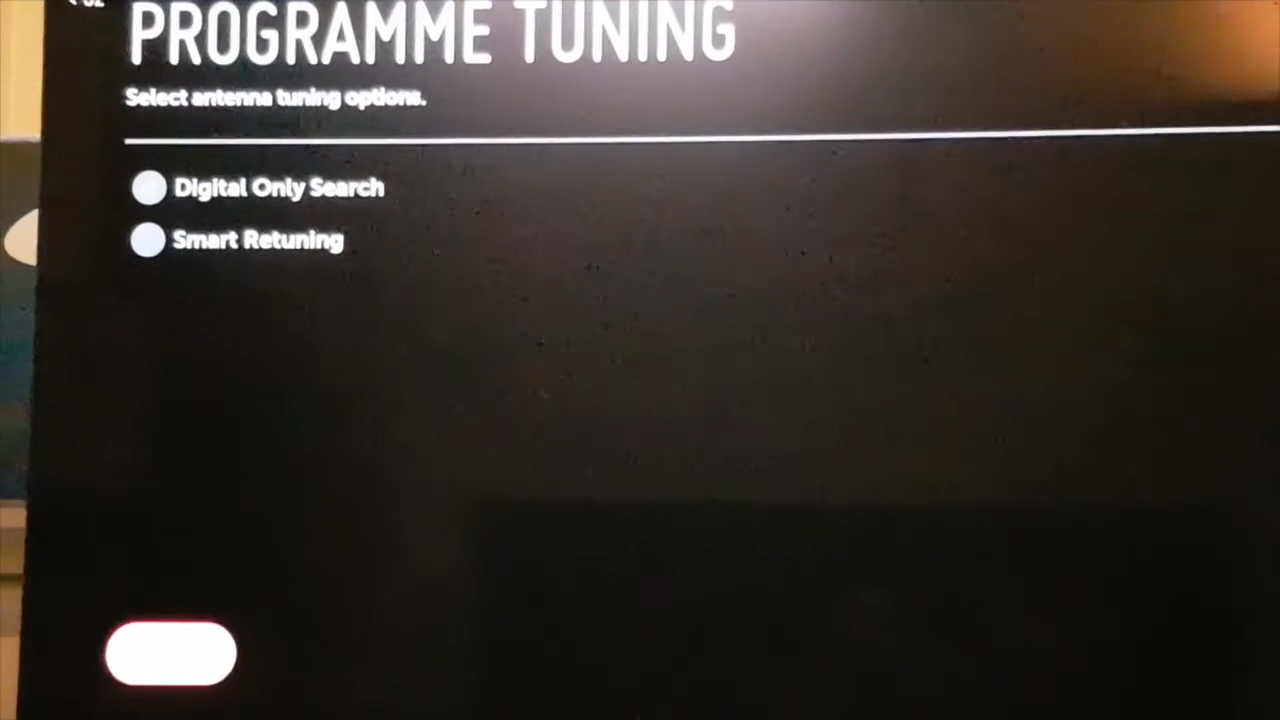 PROGRAMME TUNING
Select antenna tuning options.
Digital Only Search
Smart Retuning